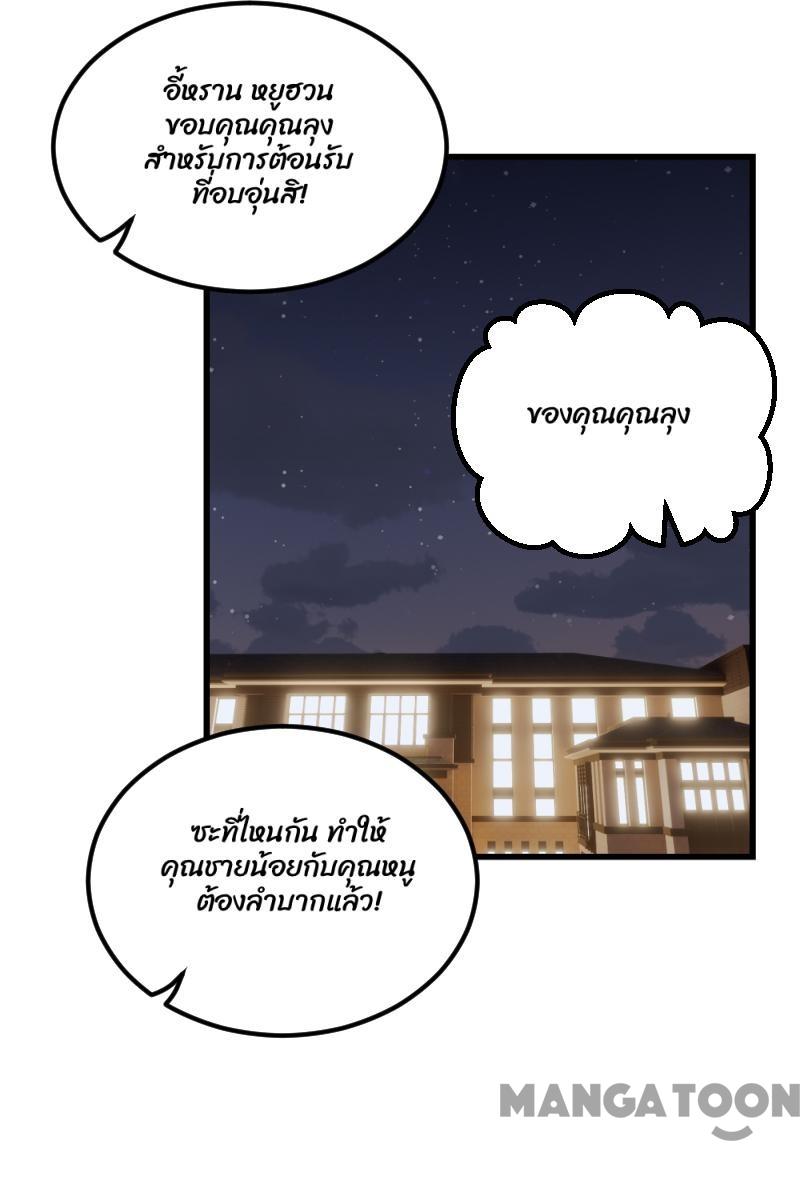 อี้หราน หยูฮวน
ขอบคุณคุณลุง
สำหรับการต้อนรับ
ที่อบอุ่นสิ!
ของคุณคุณลุง
ซะที่ไหนกัน ทำให้
คุณชายน้อยกับคุณหนู
ต้องลำบากแล้ว!
MANGATOON